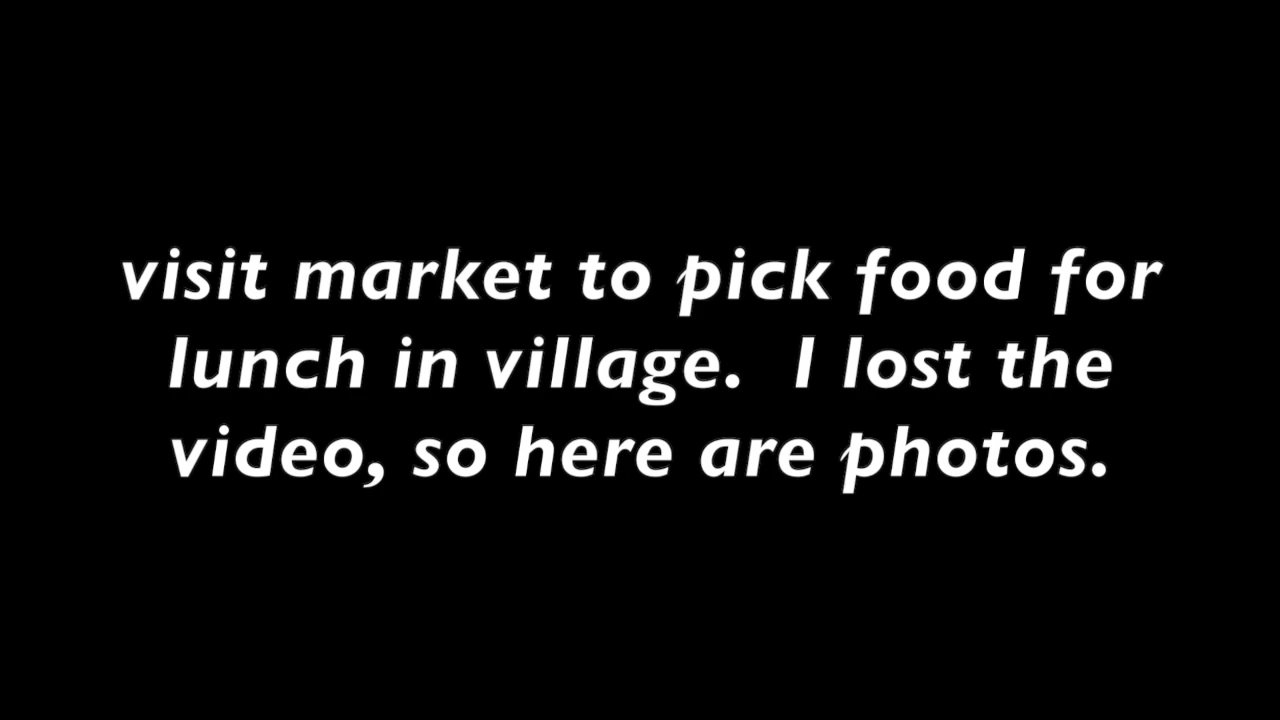 visit market to pick food for
lunch in village.  I lost the
video, so here are photos.